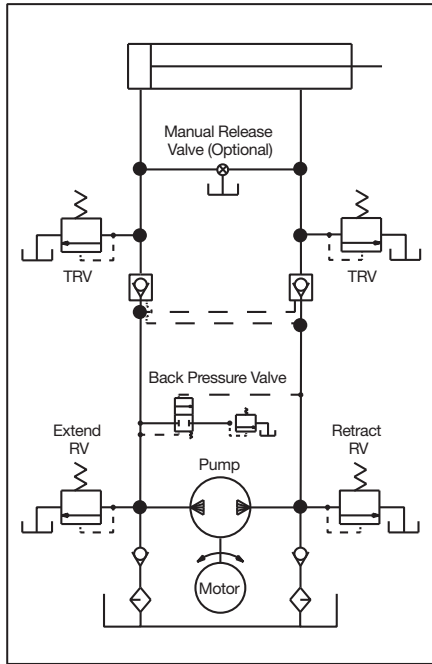 Manual Release
Valve (Optional)
TRV
TRV
Back Pressure Valve
Extend
RV
Retract
RV
Pump
Motor